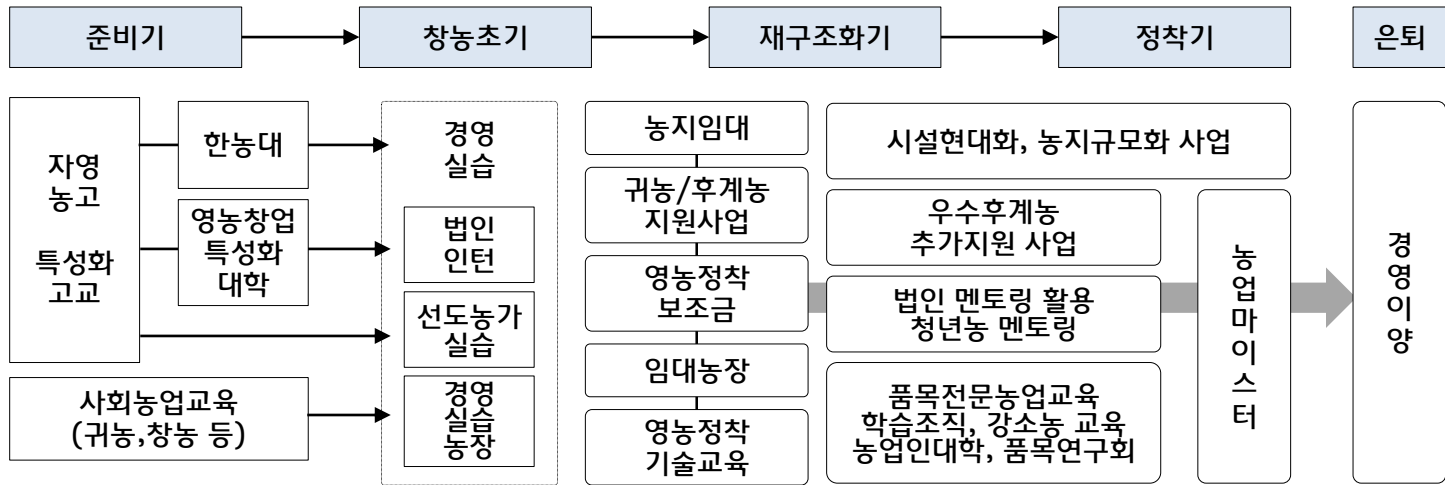 준비기
창농초기
재구조화기
정착기
은퇴
자영
농고
특성화
고교
한농대
영농창업
특성화
대학
사회농업교육
(귀농,창농 등)
경영
실습
법인
인턴
선도농가
실습
경영
실습
농장
농지임대
귀농/후계농
지원사업
영농정착
보조금
임대농장
영농정착
기술교육
시설현대화, 농지규모화 사업
우수후계농
추가지원 사업
법인 멘토링 활용
청년농 멘토링
품목전문농업교육
학습조직, 강소농 교육
농업인대학, 품목연구회
농
업
마
이
스
터
경
영
이
양